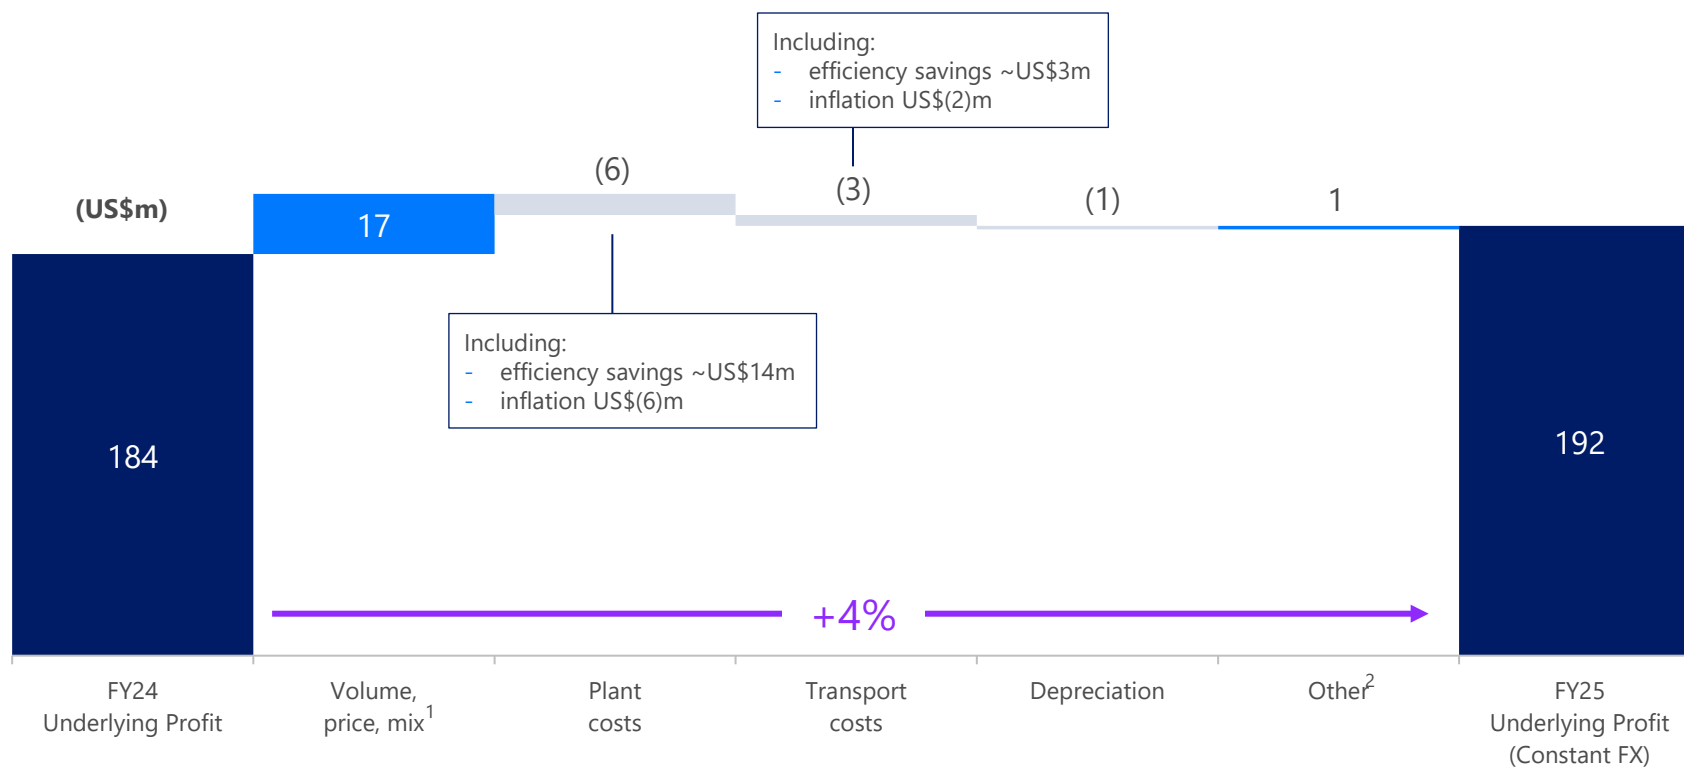 Including:
- efficiency savings ~US$3m
- inflation US$(2)m
(US$m)
17
(6)
(3)
(1)
1
Including:
- efficiency savings ~US$14m
- inflation US$(6)m
184
192
+4%
FY24
Underlying Profit
Volume,
price, mix1
Plant
costs
Transport
costs
Depreciation
Other2
FY25
Underlying Profit
(Constant FX)